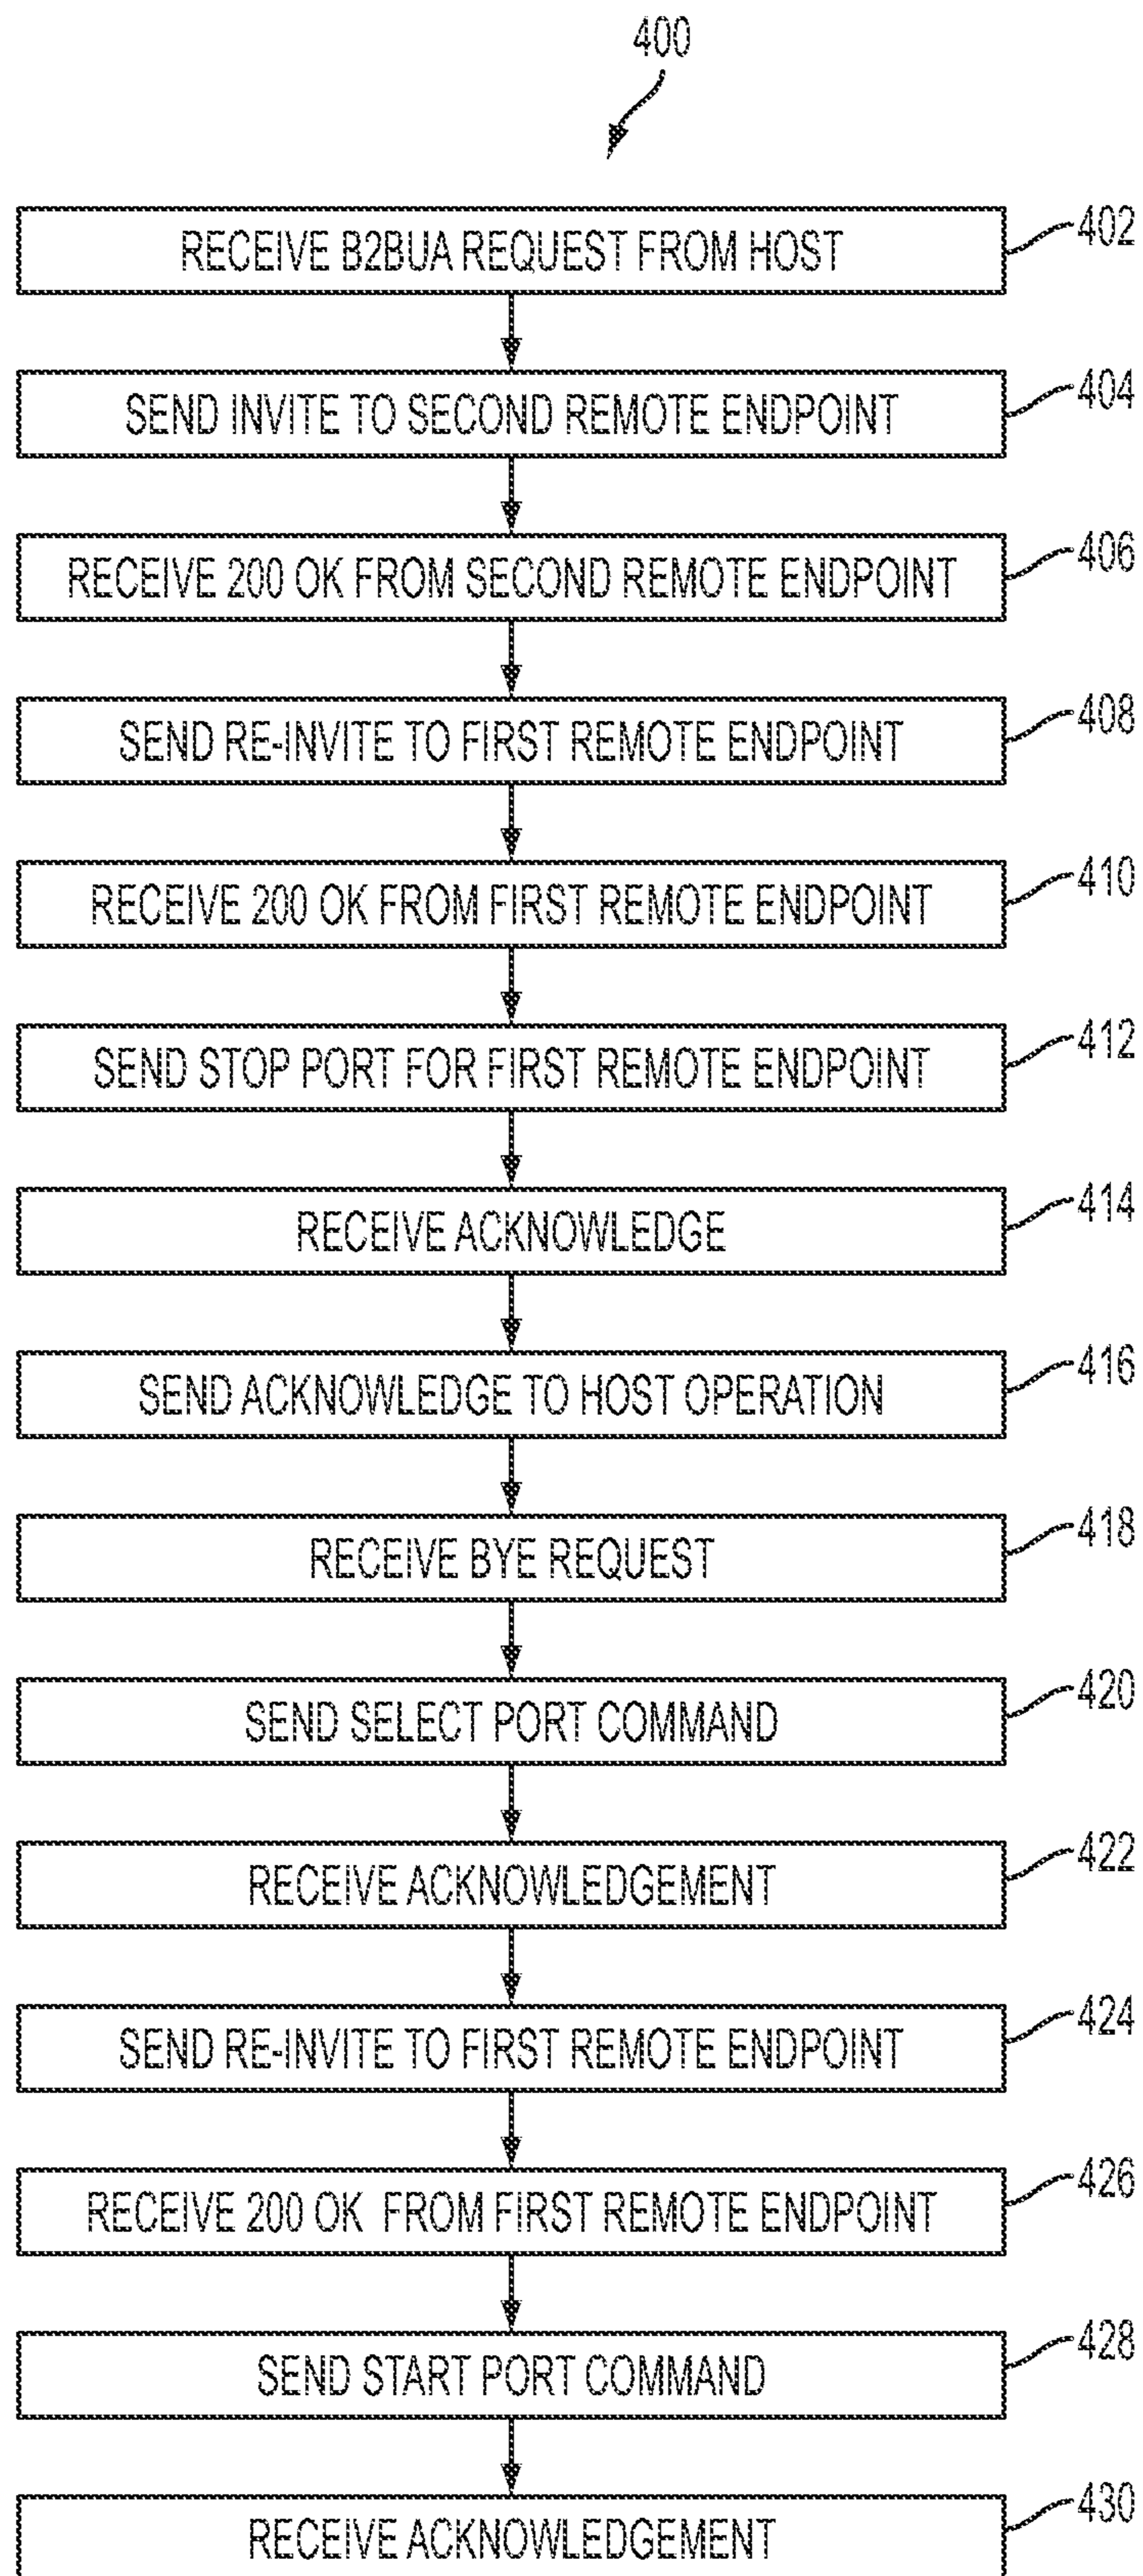 400
RECEIVE B2BUA REQUEST FROM HOST 402
SEND INVITE TO SECOND REMOTE ENDPOINT 404
RECEIVE 200 OK FROM SECOND REMOTE ENDPOINT 406
SEND RE-INVITE TO FIRST REMOTE ENDPOINT 408
RECEIVE 200 OK FROM FIRST REMOTE ENDPOINT 410
SEND STOP PORT FOR FIRST REMOTE ENDPOINT 412
RECEIVE ACKNOWLEDGE 414
SEND ACKNOWLEDGE TO HOST OPERATION 416
RECEIVE BYE REQUEST 418
SEND SELECT PORT COMMAND 420
RECEIVE ACKNOWLEDGEMENT 422
SEND RE-INVITE TO FIRST REMOTE ENDPOINT 424
RECEIVE 200 OK FROM FIRST REMOTE ENDPOINT 426
SEND START PORT COMMAND 428
RECEIVE ACKNOWLEDGEMENT 430